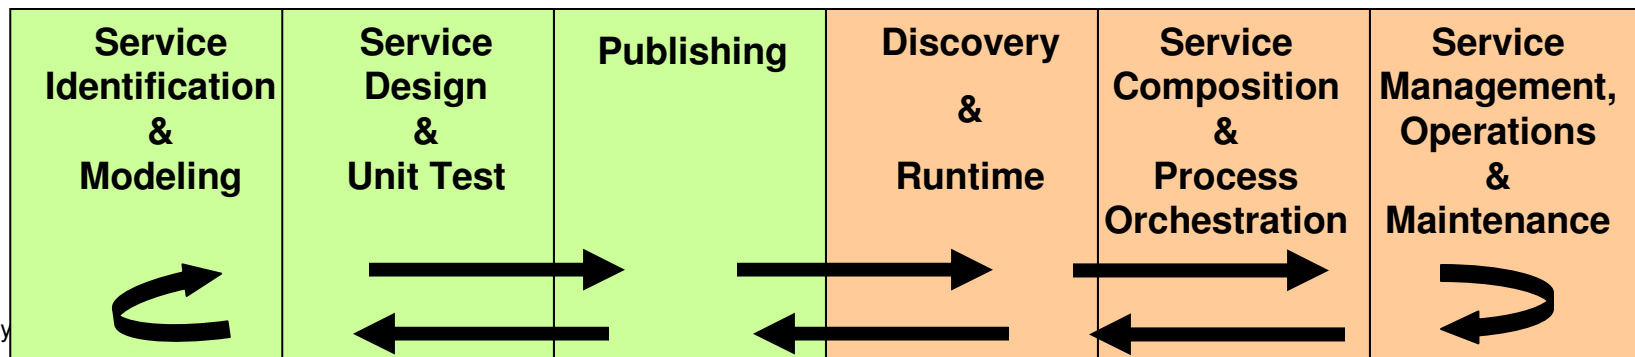 Service
Identification
&
Modeling
Service
Design
&
Unit Test
Publishing
Discovery
&
Runtime
Service
Composition
&
Process
Orchestration
Service
Management,
Operations
&
Maintenance
y